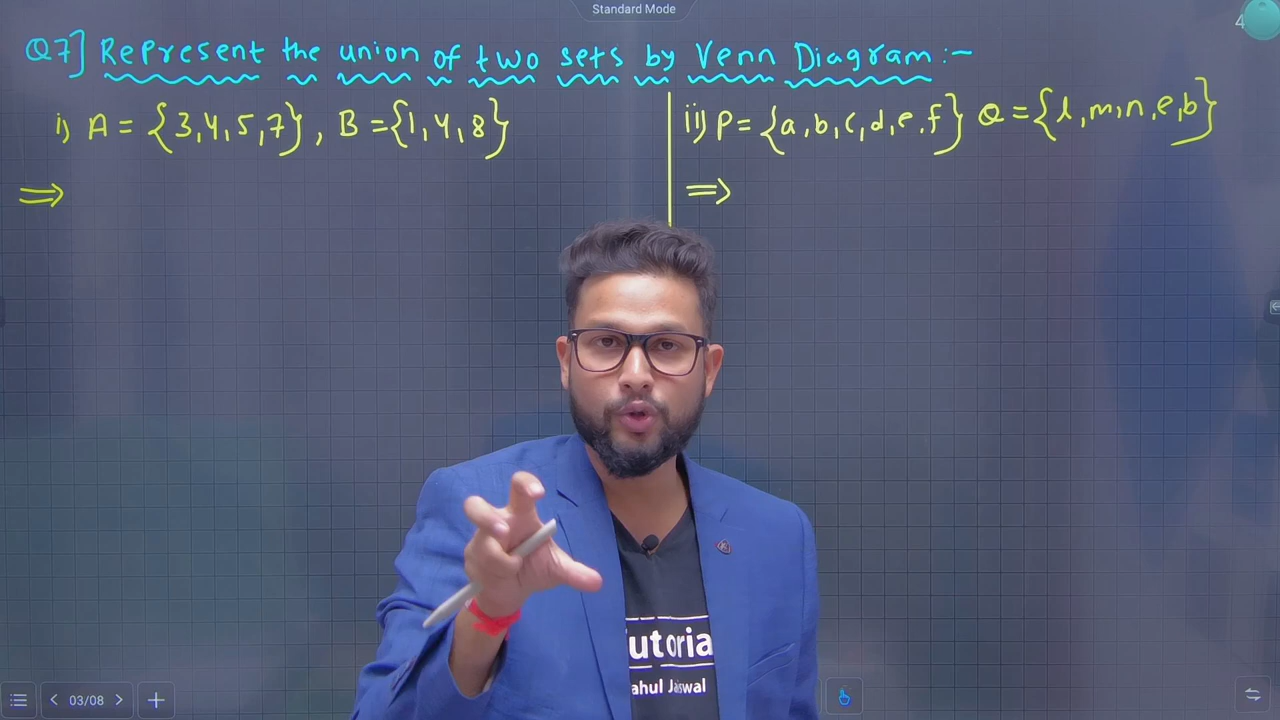 Standard Mode
4
Q7] Represent the union of two sets by Venn Diagram :-
i) A = {3,4,5,7}, B = {1,4,8}
ii) P = {a,b,c,d,e,f} Q = {l,m,n,e,b}
⇒
⇒
utoria
ahul Jaiswal
03/08